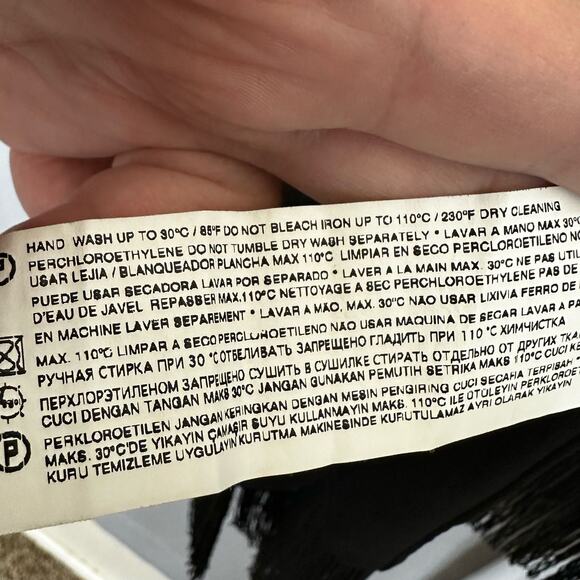 HAND WASH UP TO 30°C / 86°F DO NOT BLEACH IRON UP TO 110°C / 230°F DRY CLEANING
PERCHLOROETHYLENE DO NOT TUMBLE DRY WASH SEPARATELY * LAVAR A MANO MAX 30°C
USAR LEJIA / BLANQUEADOR PLANCHA MAX 110°C LIMPIAR EN SECO PERCLOROETILENO NO
PUEDE USAR SECADORA LAVAR POR SEPARADO * LAVER A LA MAIN MAX. 30°C NE PAS UTIL
D'EAU DE JAVEL REPASSER MAX.110°C NETTOYAGE A SEC PERCHLORETHYLENE PAS DE
EN MACHINE LAVER SEPAREMENT * LAVAR A MÃO. MAX. 30°C NÃO USAR LIXIVIA FERRO DE
MAX. 110°C LIMPAR A SECO PERCLOROETILENO NÃO USAR MAQUINA DE SECAR LAVAR A PA
РУЧНАЯ СТИРКА ПРИ 30 °COТБЕЛИВАТЬ ЗАПРЕЩЕНО ГЛАДИТЬ ПРИ 110 °C ХИМЧИСТКА
ПЕРХЛОРЭТИЛЕНОМ ЗАПРЕЩЕНО СУШИТЬ В СУШИЛКЕ СТИРАТЬ ОТДЕЛЬНО ОТ ДРУГИХ ТКА
CUCI DENGAN TANGAN MAKS 30°C JANGAN GUNAKAN PEMUTIH SETRIKA MAKS 110°C CUCI KE
PERKLOROETILEN JANGAN KERINGKAN DENGAN MESIN PENGIRING CUCI SECARA TERPISAH
MAKS. 30°C'DE YIKAYIN ÇAMAŞIR SUYU KULLANMAYIN MAKS. 110°C ILE ÜTÜLEYIN PERKLOROET
KURU TEMIZLEME UYGULAYIN KURUTMA MAKINESINDE KURUTULAMAZ AYRI OLARAK YIKAYIN
P